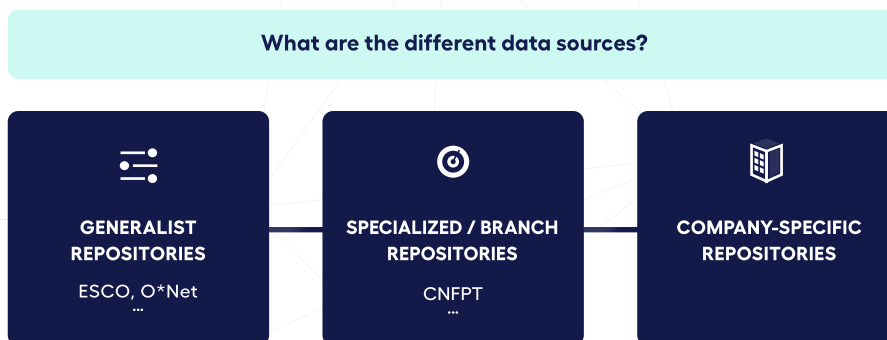 What are the different data sources?
GENERALIST
REPOSITORIES
ESCO, O*Net
...
SPECIALIZED / BRANCH
REPOSITORIES
CNFPT
...
COMPANY-SPECIFIC
REPOSITORIES